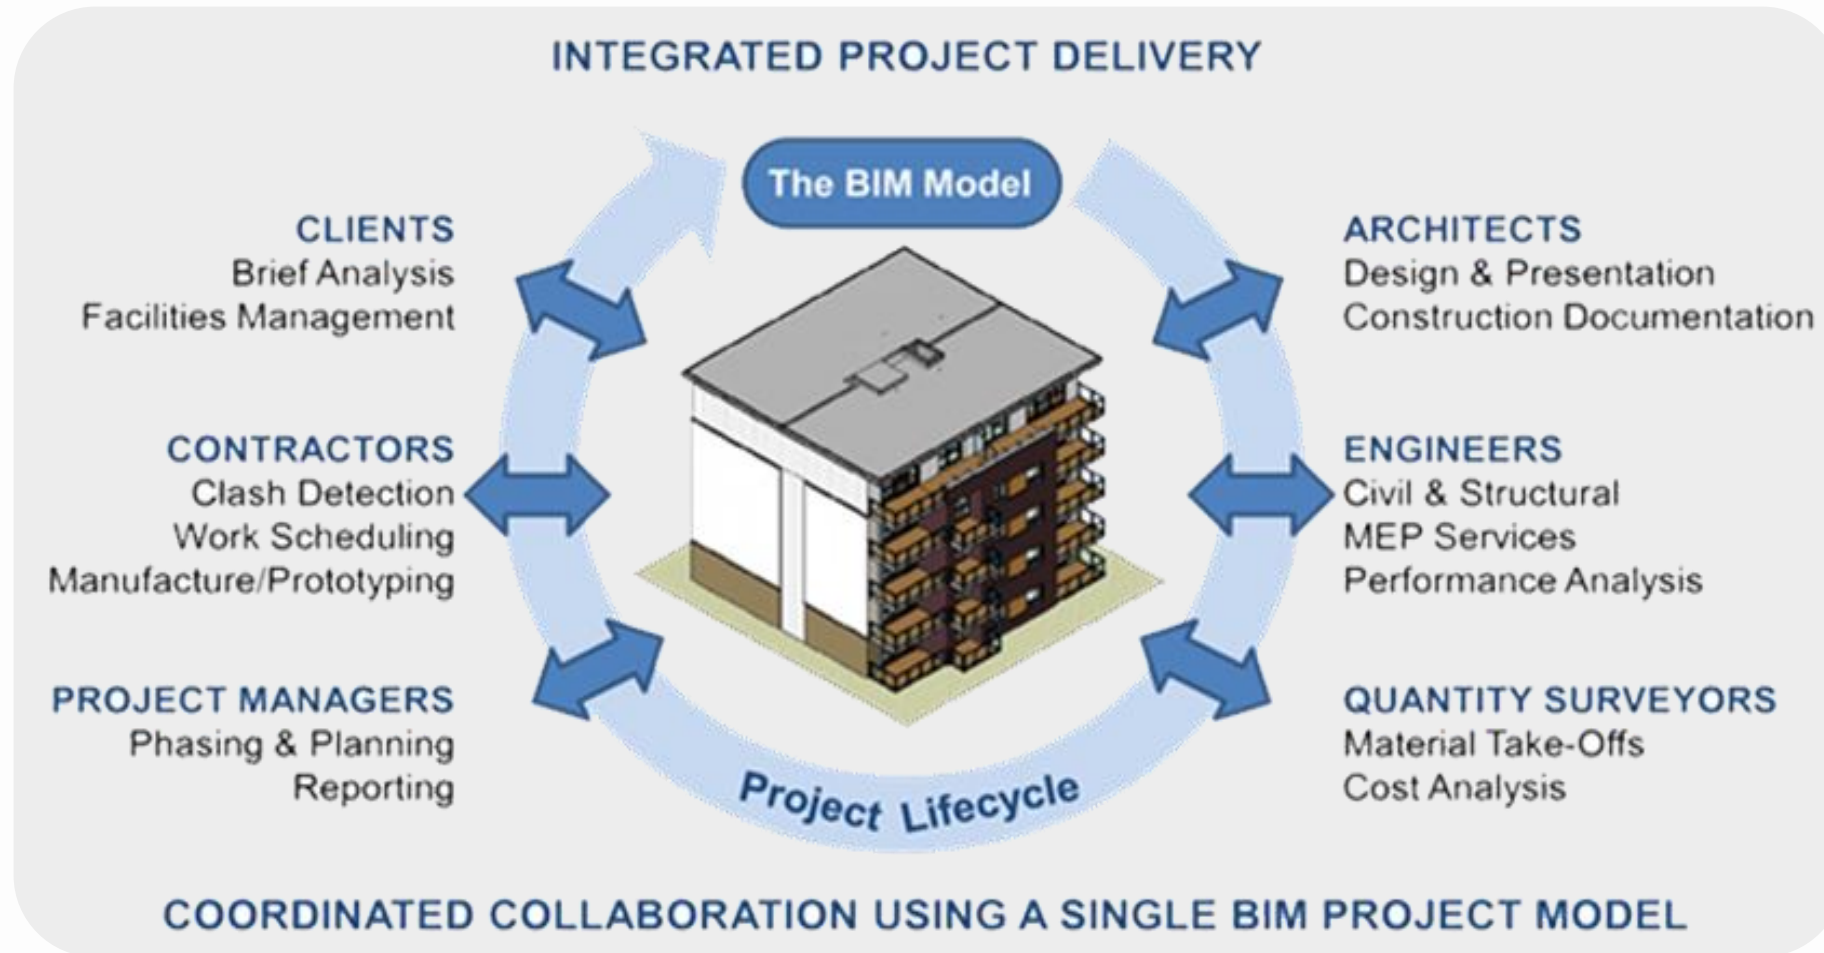 INTEGRATED PROJECT DELIVERY
The BIM Model
CLIENTS
Brief Analysis
Facilities Management
CONTRACTORS
Clash Detection
Work Scheduling
Manufacture/Prototyping
PROJECT MANAGERS
Phasing & Planning
Reporting
ARCHITECTS
Design & Presentation
Construction Documentation
ENGINEERS
Civil & Structural
MEP Services
Performance Analysis
QUANTITY SURVEYORS
Material Take-Offs
Cost Analysis
Project Lifecycle
COORDINATED COLLABORATION USING A SINGLE BIM PROJECT MODEL